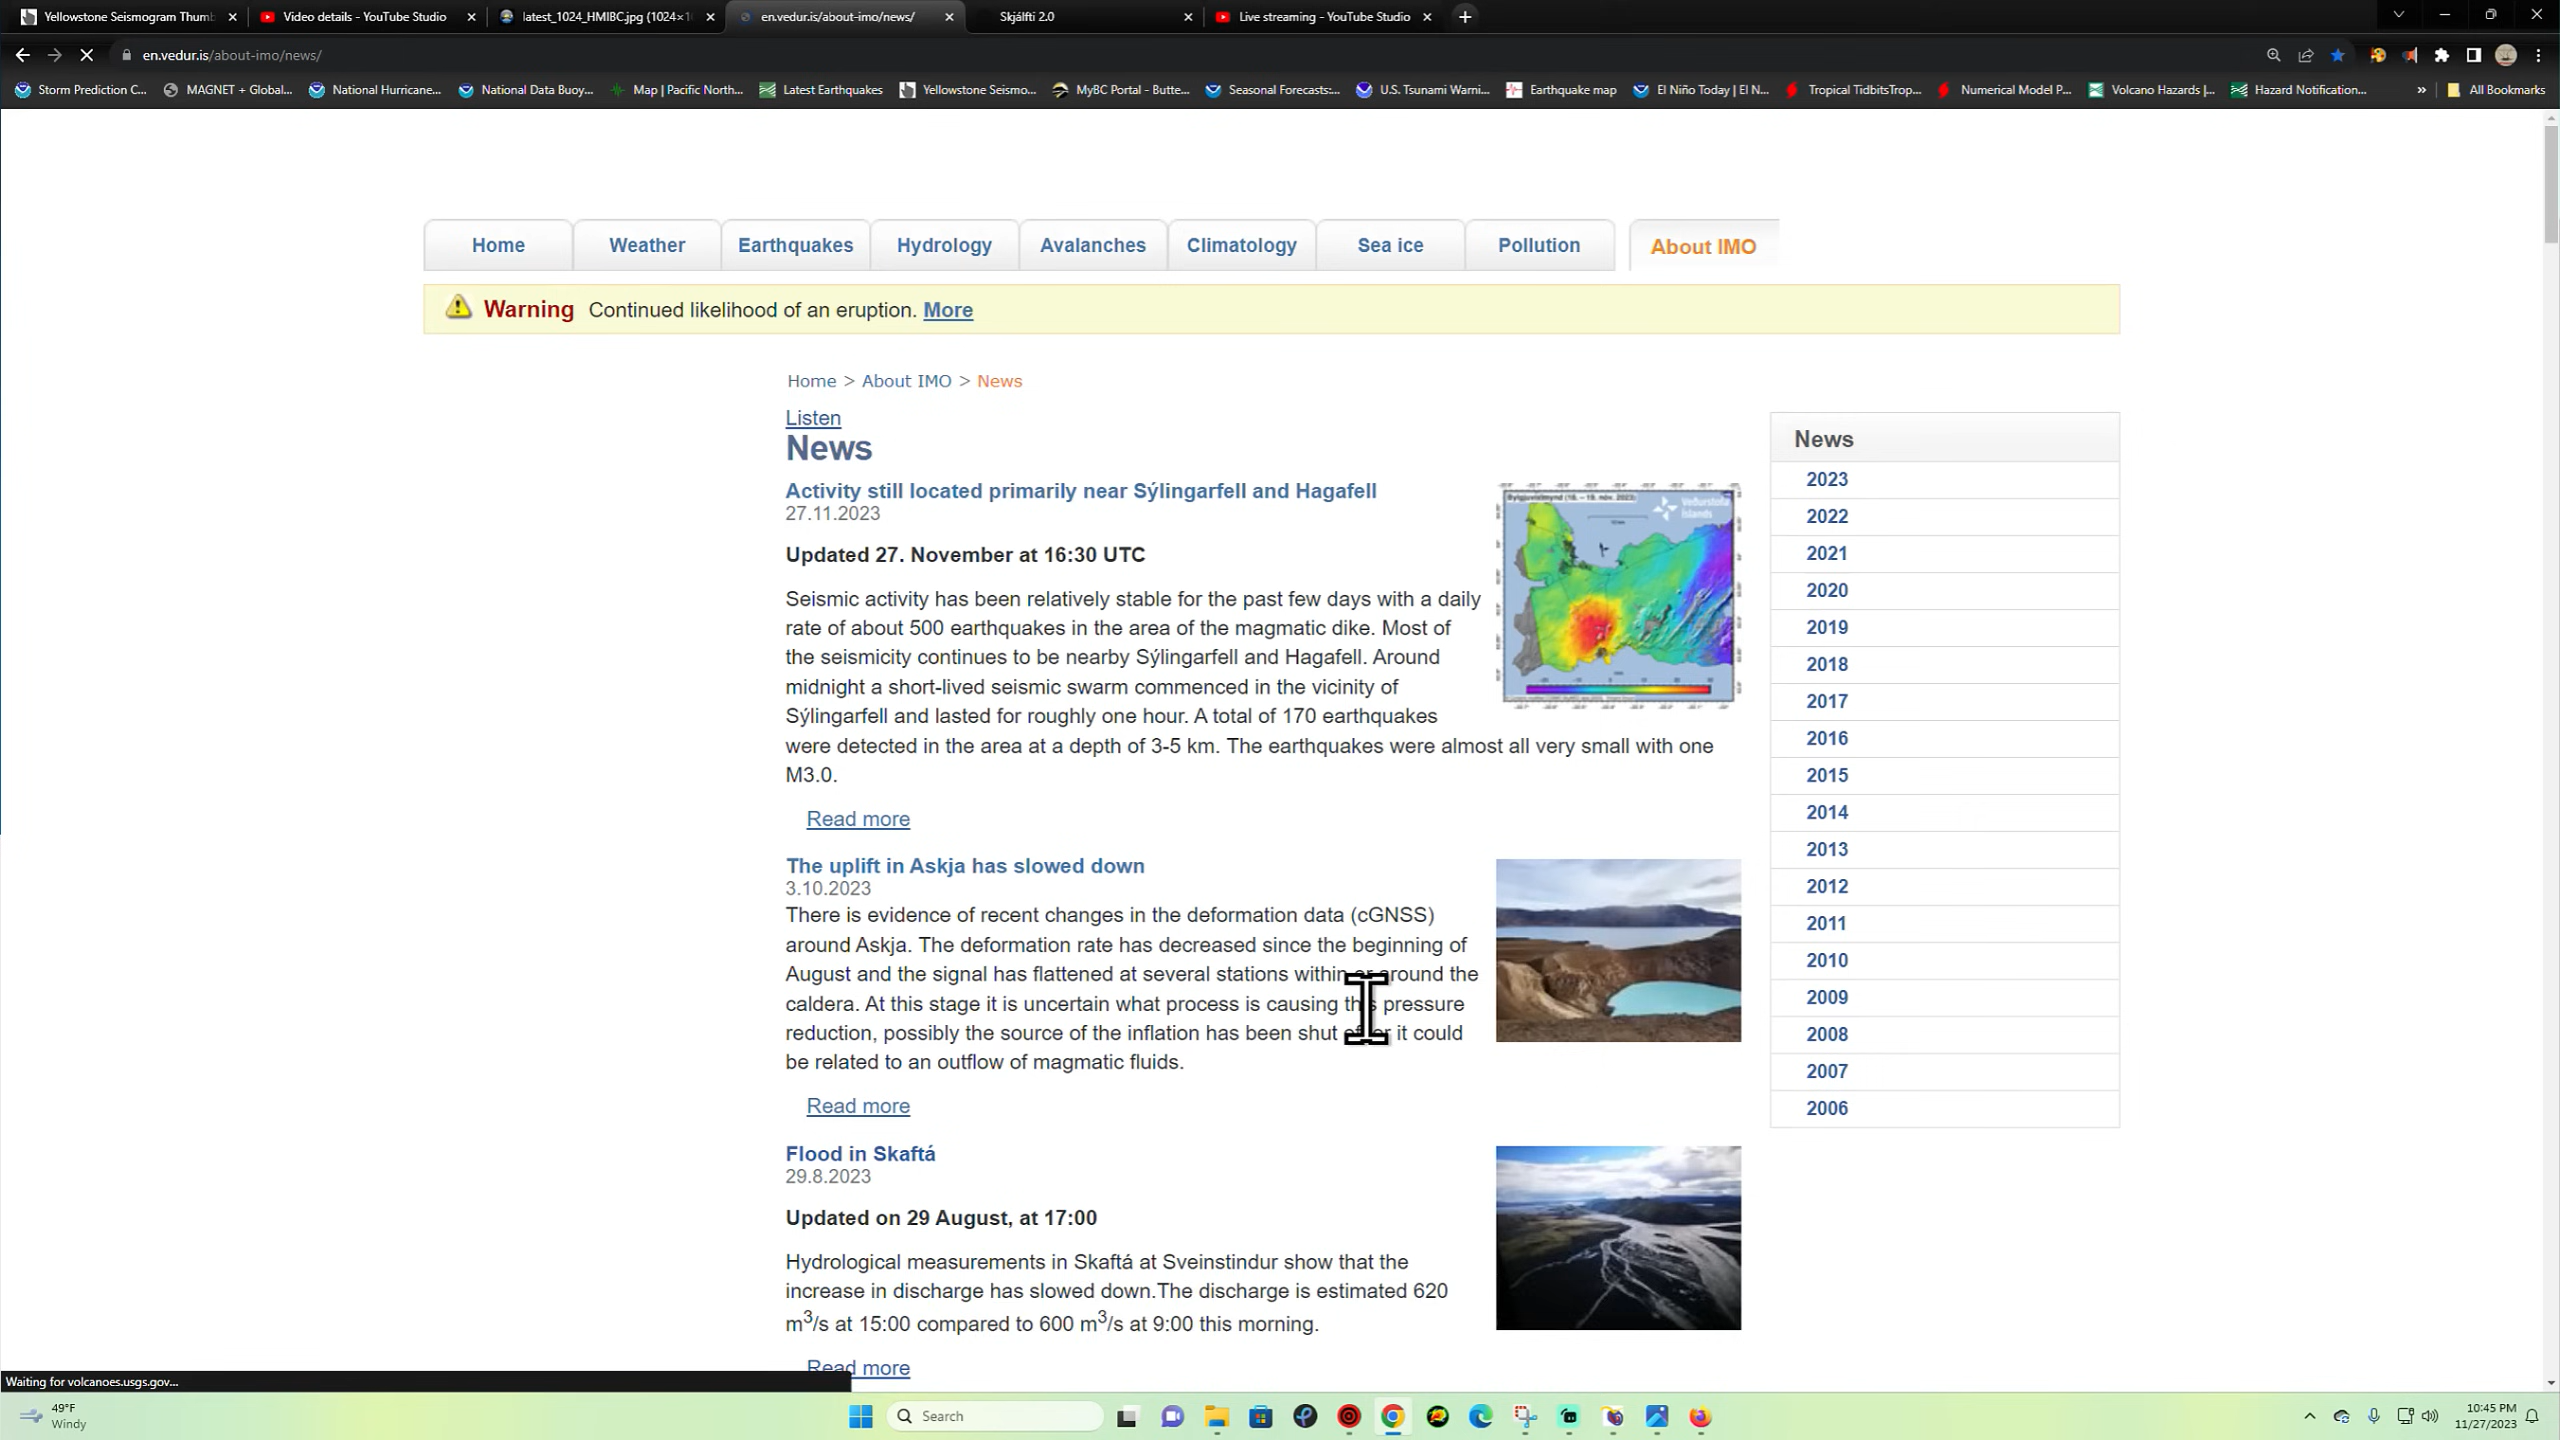 Yellowstone Seismogram Thumb
Video details - YouTube Studio
latest_1024_HMIBC.jpg (1024×1
en.vedur.is/about-imo/news/
Skjálfti 2.0
Live streaming - YouTube Studio
en.vedur.is/about-imo/news/
Storm Prediction C...
MAGNET + Global...
National Hurricane...
National Data Buoy...
Map | Pacific North...
Latest Earthquakes
Yellowstone Seismo...
MyBC Portal - Butte...
Seasonal Forecasts:...
U.S. Tsunami Warni...
Earthquake map
El Niño Today | El N...
Tropical TidbitsTrop...
Numerical Model P...
Volcano Hazards |...
Hazard Notification...
»
All Bookmarks
Home
Weather
Earthquakes
Hydrology
Avalanches
Climatology
Sea ice
Pollution
About IMO
Warning Continued likelihood of an eruption. More
Home > About IMO > News
Listen
News
Activity still located primarily near Sýlingarfell and Hagafell
27.11.2023
Updated 27. November at 16:30 UTC
Seismic activity has been relatively stable for the past few days with a daily
rate of about 500 earthquakes in the area of the magmatic dike. Most of
the seismicity continues to be nearby Sýlingarfell and Hagafell. Around
midnight a short-lived seismic swarm commenced in the vicinity of
Sýlingarfell and lasted for roughly one hour. A total of 170 earthquakes
were detected in the area at a depth of 3-5 km. The earthquakes were almost all very small with one
M3.0.
Read more
The uplift in Askja has slowed down
3.10.2023
There is evidence of recent changes in the deformation data (cGNSS)
around Askja. The deformation rate has decreased since the beginning of
August and the signal has flattened at several stations within or around the
caldera. At this stage it is uncertain what process is causing this pressure
reduction, possibly the source of the inflation has been shut off or it could
be related to an outflow of magmatic fluids.
Read more
Flood in Skaftá
29.8.2023
Updated on 29 August, at 17:00
Hydrological measurements in Skaftá at Sveinstindur show that the
increase in discharge has slowed down.The discharge is estimated 620
m³/s at 15:00 compared to 600 m³/s at 9:00 this morning.
Read more
News
2023
2022
2021
2020
2019
2018
2017
2016
2015
2014
2013
2012
2011
2010
2009
2008
2007
2006
Veðurstofa
Íslands
Waiting for volcanoes.usgs.gov...
49°F
Windy
Search
10:45 PM
11/27/2023